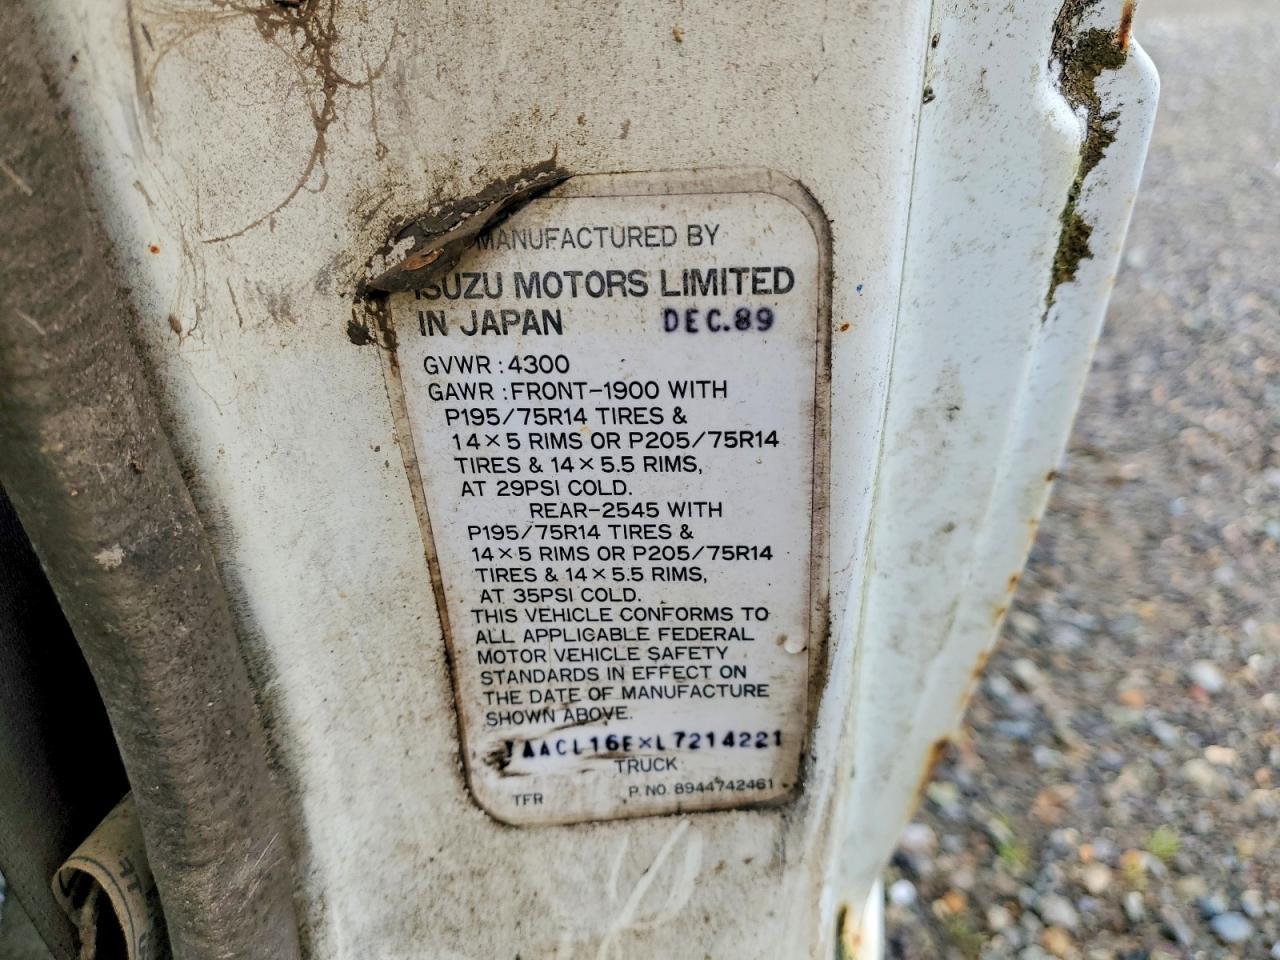 MANUFACTURED BY
ISUZU MOTORS LIMITED
IN JAPAN DEC.89
GVWR : 4300
GAWR : FRONT-1900 WITH
P195/75R14 TIRES &
14×5 RIMS OR P205/75R14
TIRES & 14×5.5 RIMS,
AT 29PSI COLD.
REAR-2545 WITH
P195/75R14 TIRES &
14×5 RIMS OR P205/75R14
TIRES & 14×5.5 RIMS,
AT 35PSI COLD.
THIS VEHICLE CONFORMS TO
ALL APPLIGABLE FEDERAL
MOTOR VEHICLE SAFETY
STANDARDS IN EFFECT ON
THE DATE OF MANUFACTURE
SHOWN ABOVE.
JAACL16EXL7214221
TRUCK
TFR P. NO. 8944742461